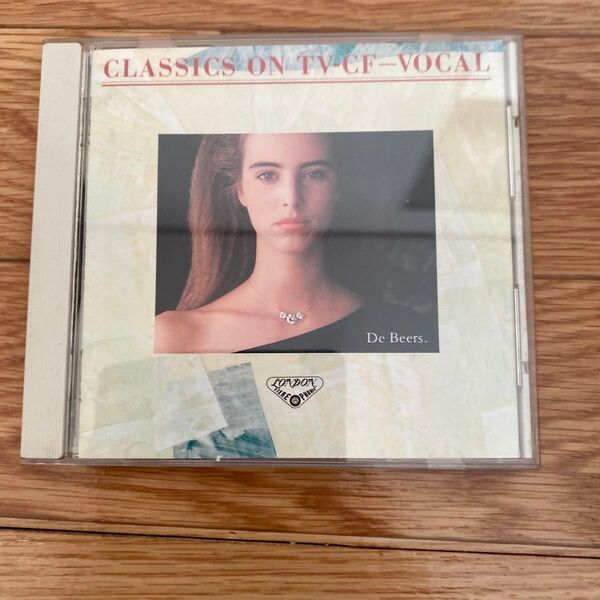 CLASSICS ON TV-CF—VOCAL
De Beers.
LONDON